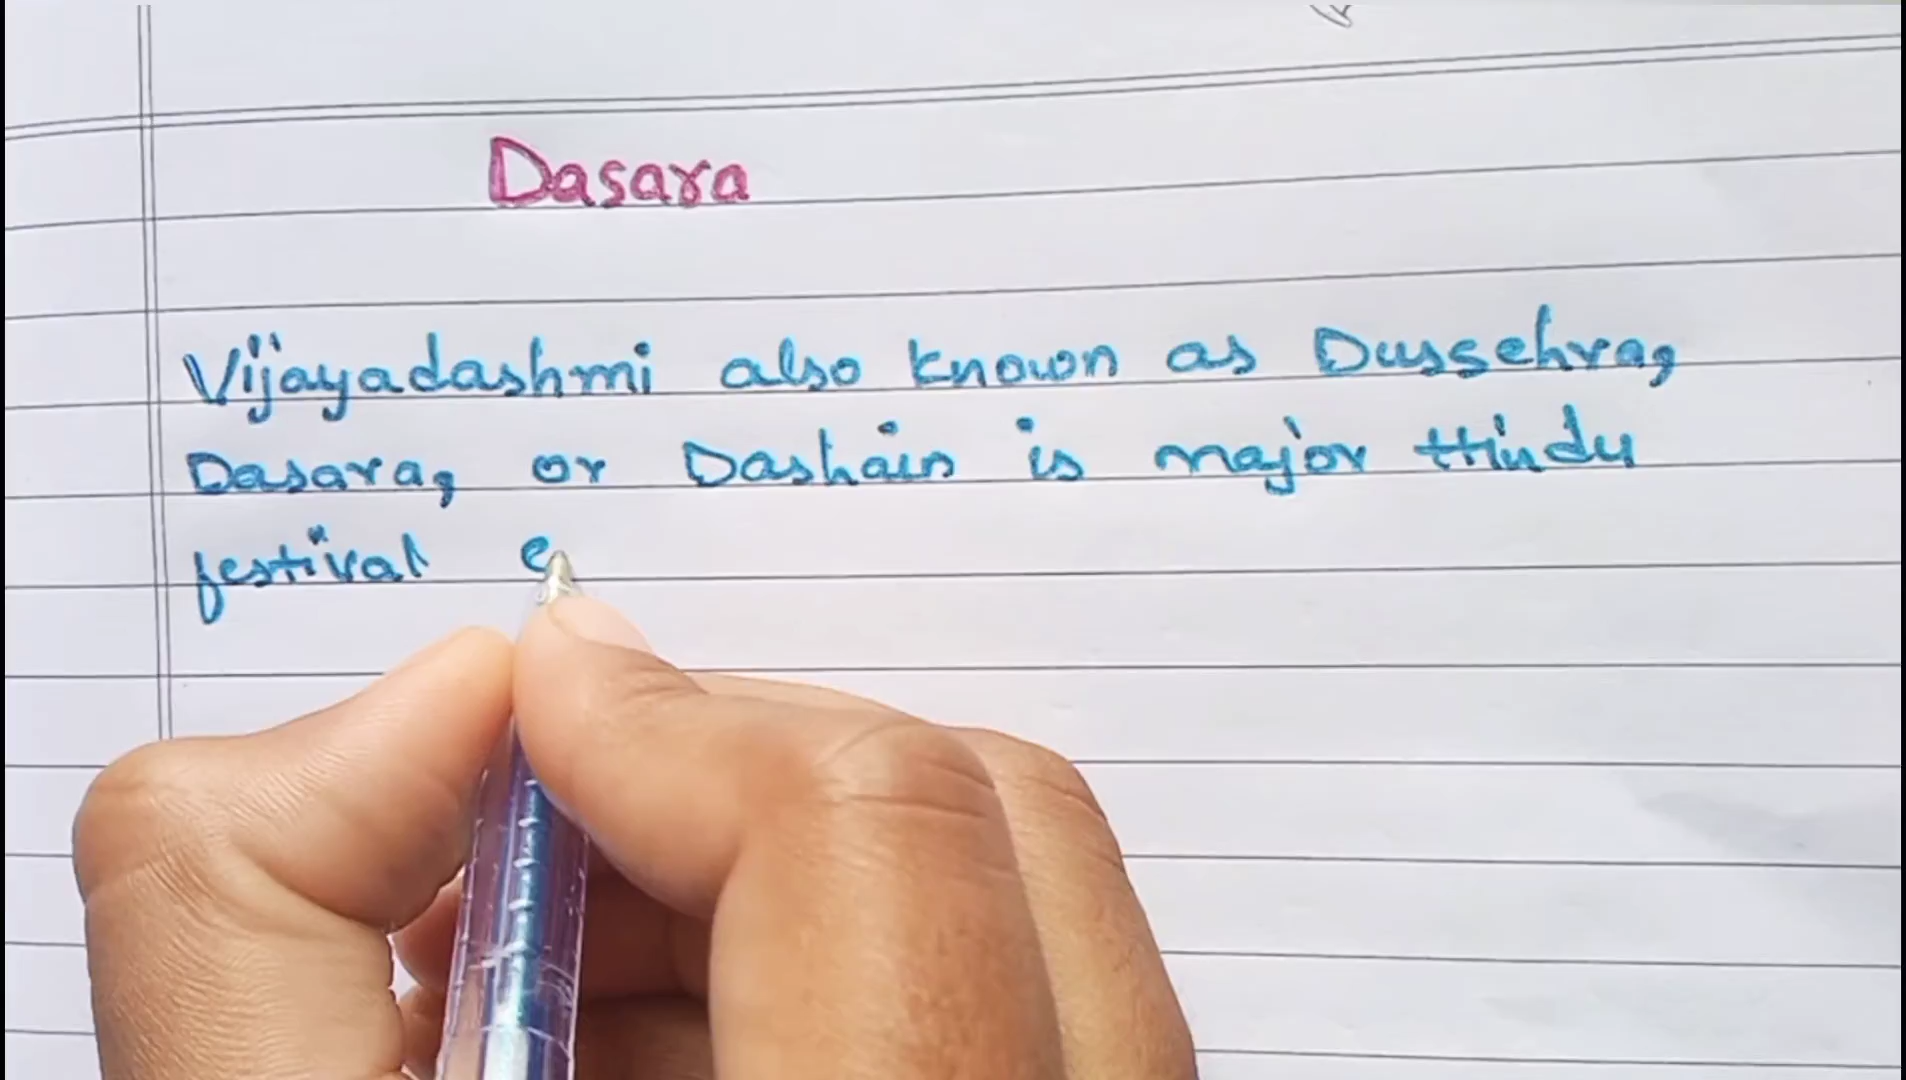 Dasara
Vijayadashmi also known as Dussehra,
Dasara, or Dashain is major Hindu
festival e